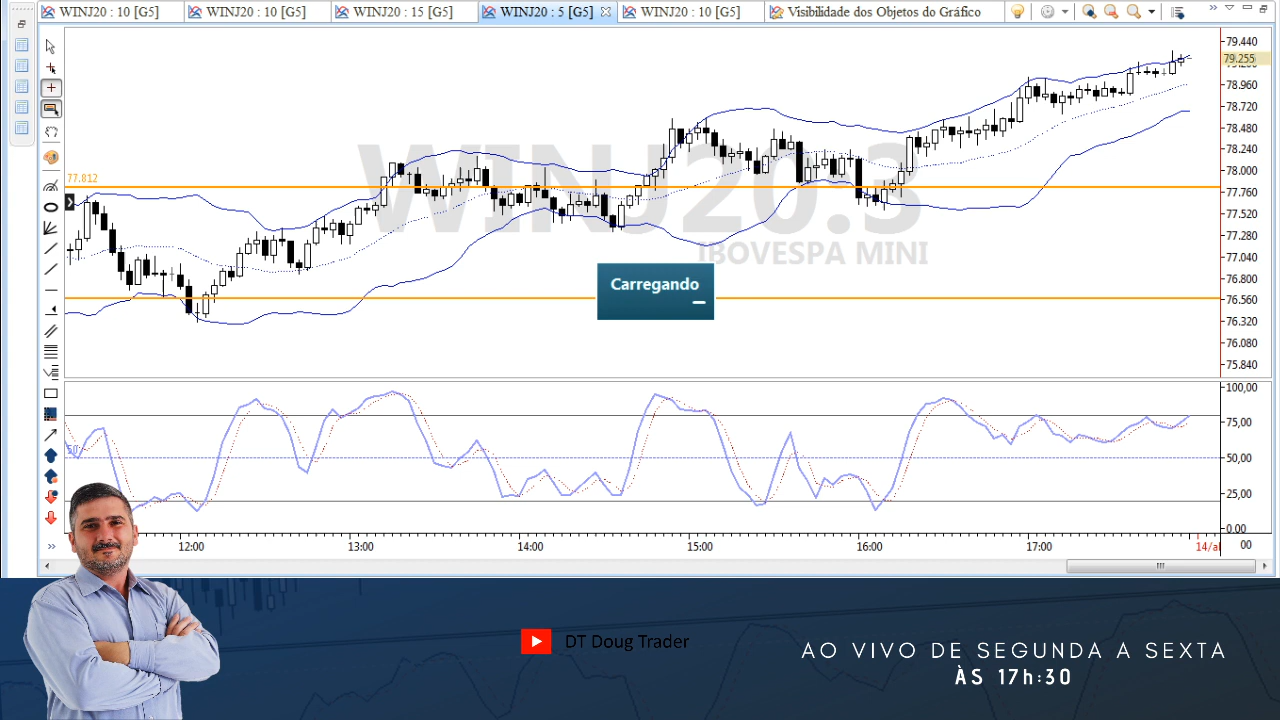 WINJ20 : 10 [G5]
WINJ20 : 10 [G5]
WINJ20 : 15 [G5]
WINJ20 : 5 [G5]
WINJ20 : 10 [G5]
Visibilidade dos Objetos do Gráfico
79.440
79.255
78.960
78.720
78.480
78.240
78.000
77.760
77.520
77.280
77.040
76.800
76.560
76.320
76.080
75.840
77.812
WINJ20.3
IBOVESPA MINI
Carregando
100,00
75,00
50,00
25,00
0.00
50
12:00
13:00
14:00
15:00
16:00
17:00
14/al
00
DT Doug Trader
AO VIVO DE SEGUNDA A SEXTA
ÀS 17h:30